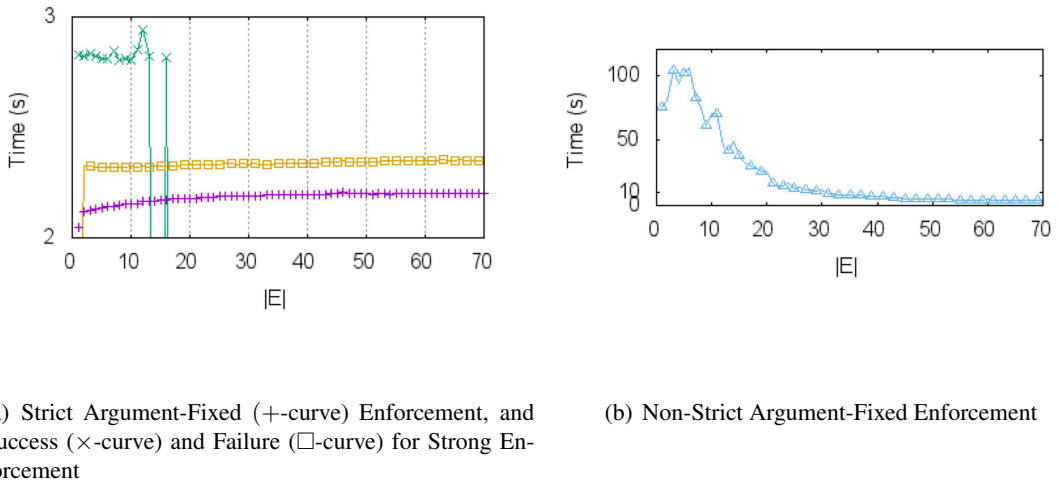 3
Time (s)
2
0 10 20 30 40 50 60 70
|E|
100
50
10
0
Time (s)
0 10 20 30 40 50 60 70
|E|
) Strict Argument-Fixed (+-curve) Enforcement, and
uccess (×-curve) and Failure (□-curve) for Strong En-
orcement
(b) Non-Strict Argument-Fixed Enforcement